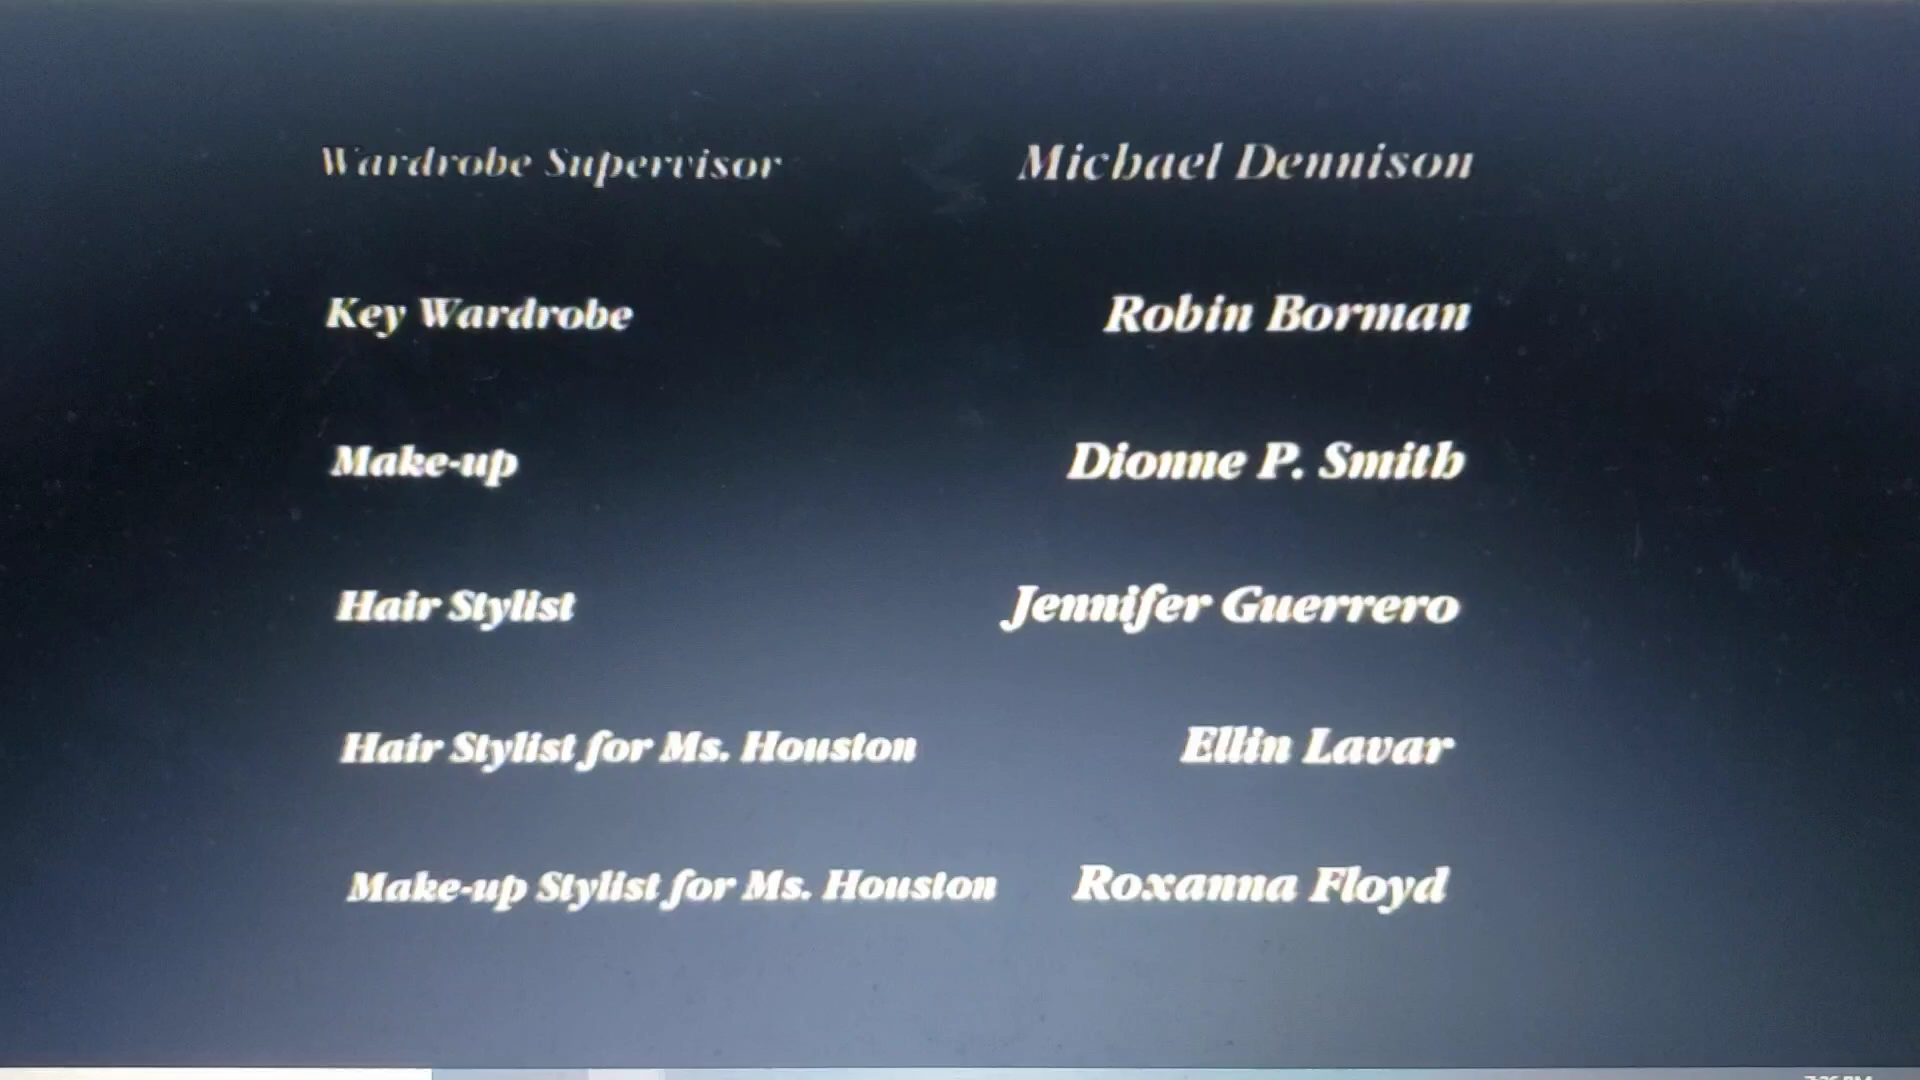 Wardrobe Supervisor Michael Dennison
Key Wardrobe Robin Borman
Make-up Dionne P. Smith
Hair Stylist Jennifer Guerrero
Hair Stylist for Ms. Houston Ellin Lavar
Make-up Stylist for Ms. Houston Roxanna Floyd